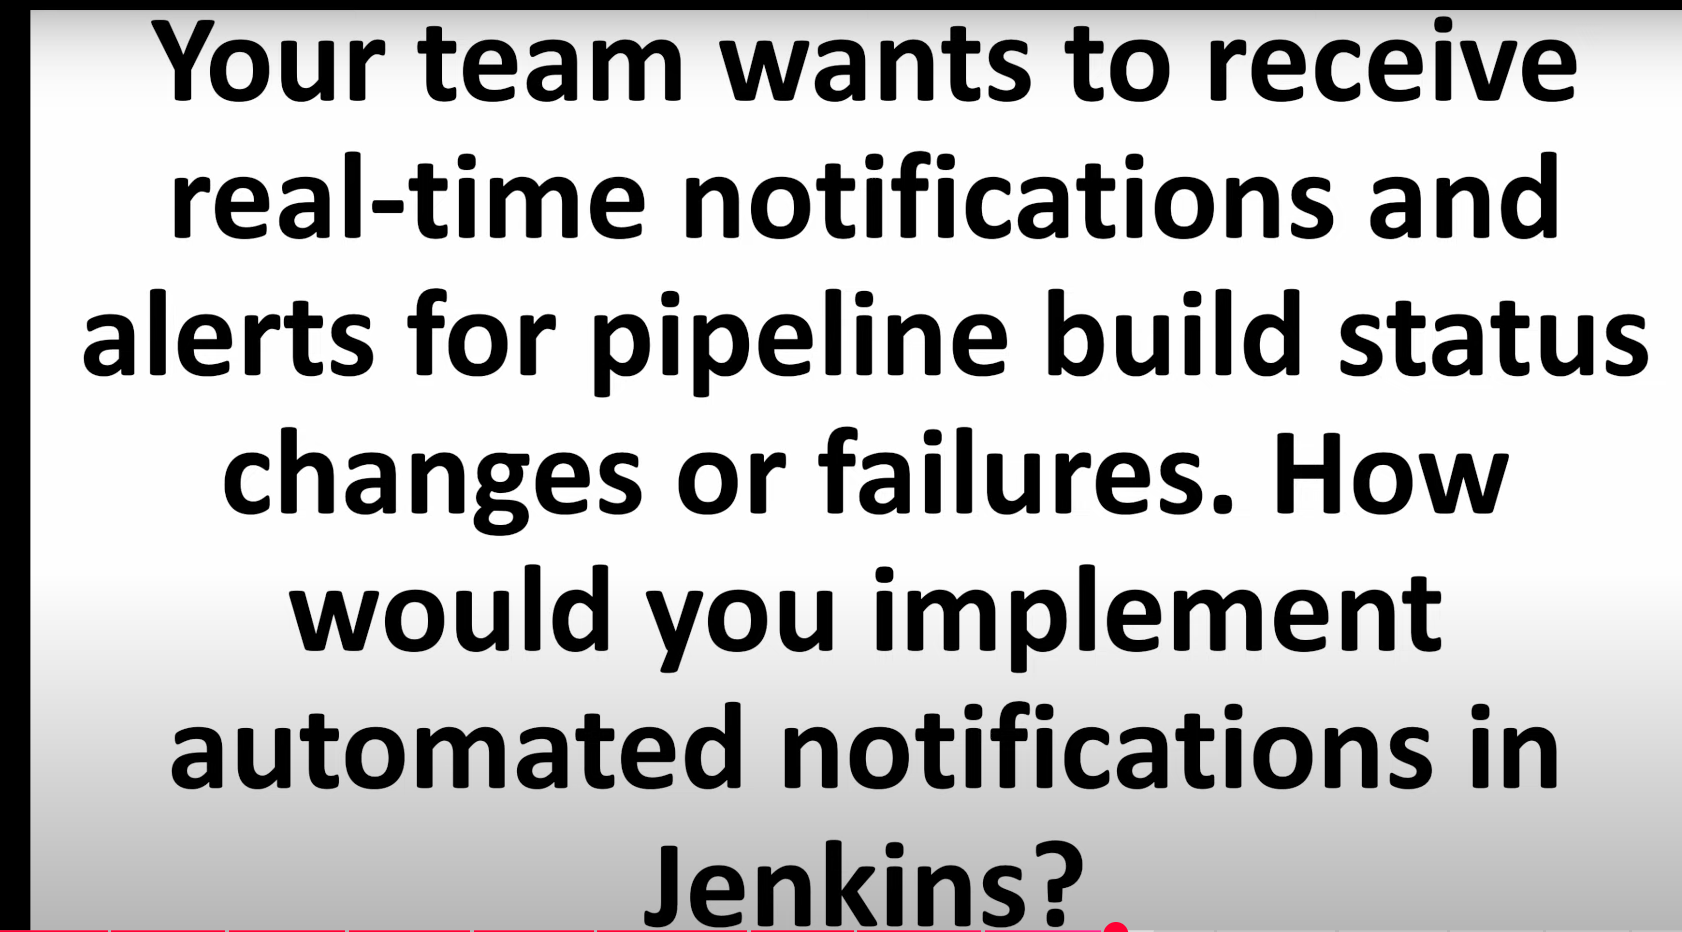 Your team wants to receive
real-time notifications and
alerts for pipeline build status
changes or failures. How
would you implement
automated notifications in
Jenkins?